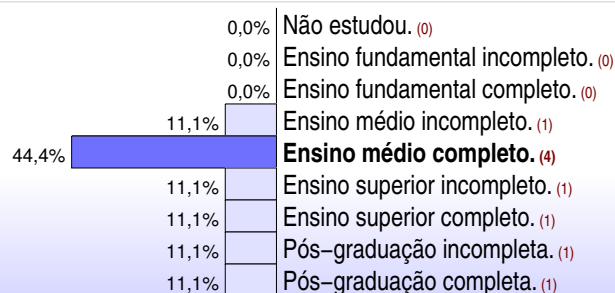 0,0% Não estudou. (0)
0,0% Ensino fundamental incompleto. (0)
0,0% Ensino fundamental completo. (0)
11,1% Ensino médio incompleto. (1)
44,4% Ensino médio completo. (4)
11,1% Ensino superior incompleto. (1)
11,1% Ensino superior completo. (1)
11,1% Pós−graduação incompleta. (1)
11,1% Pós−graduação completa. (1)